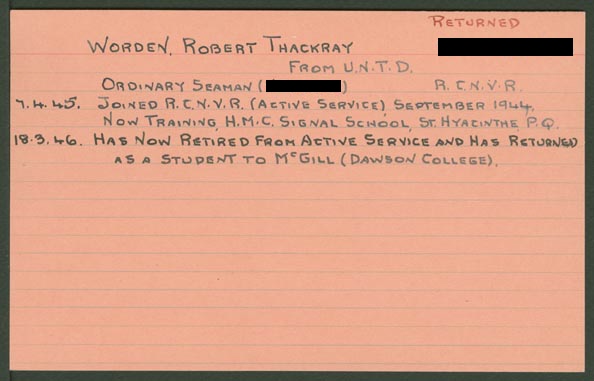 RETURNED
WORDEN, ROBERT THACKRAY
FROM U.N.T.D.
ORDINARY SEAMAN ( ) R.C.N.V.R.
7.4.45. JOINED R.C.N.V.R. (ACTIVE SERVICE), SEPTEMBER 1944.
NOW TRAINING, H.M.C. SIGNAL SCHOOL, ST. HYACINTHE, P.Q.
18.3.46. HAS NOW RETIRED FROM ACTIVE SERVICE AND HAS RETURNED
AS A STUDENT TO MCGILL (DAWSON COLLEGE).